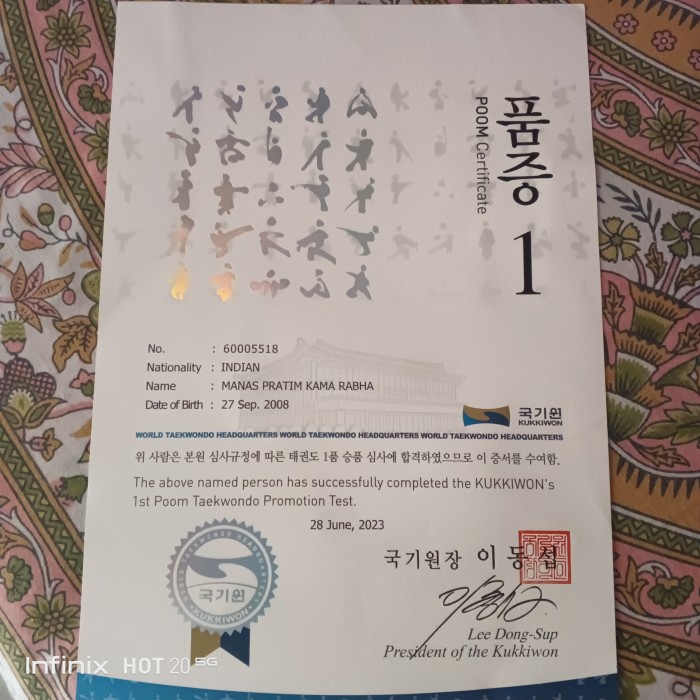 품증
POOM Certificate
1
No. : 60005518
Nationality : INDIAN
Name : MANAS PRATIM KAMA RABHA
Date of Birth : 27 Sep. 2008
국기원
KUKKIWON
WORLD TAEKWONDO HEADQUARTERS WORLD TAEKWONDO HEADQUARTERS WORLD TAEKWONDO HEADQUARTERS
위 사람은 본원 심사규정에 따른 태권도 1품 승품 심사에 합격하였으므로 이 증서를 수여함.
The above named person has successfully completed the KUKKIWON's
1st Poom Taekwondo Promotion Test.
28 June, 2023
WORLD TAEKWONDO HEADQUARTERS
국기원
KUKKIWON
국기원장 이동섭
Lee Dong-Sup
President of the Kukkiwon
Infinix HOT 20 5G